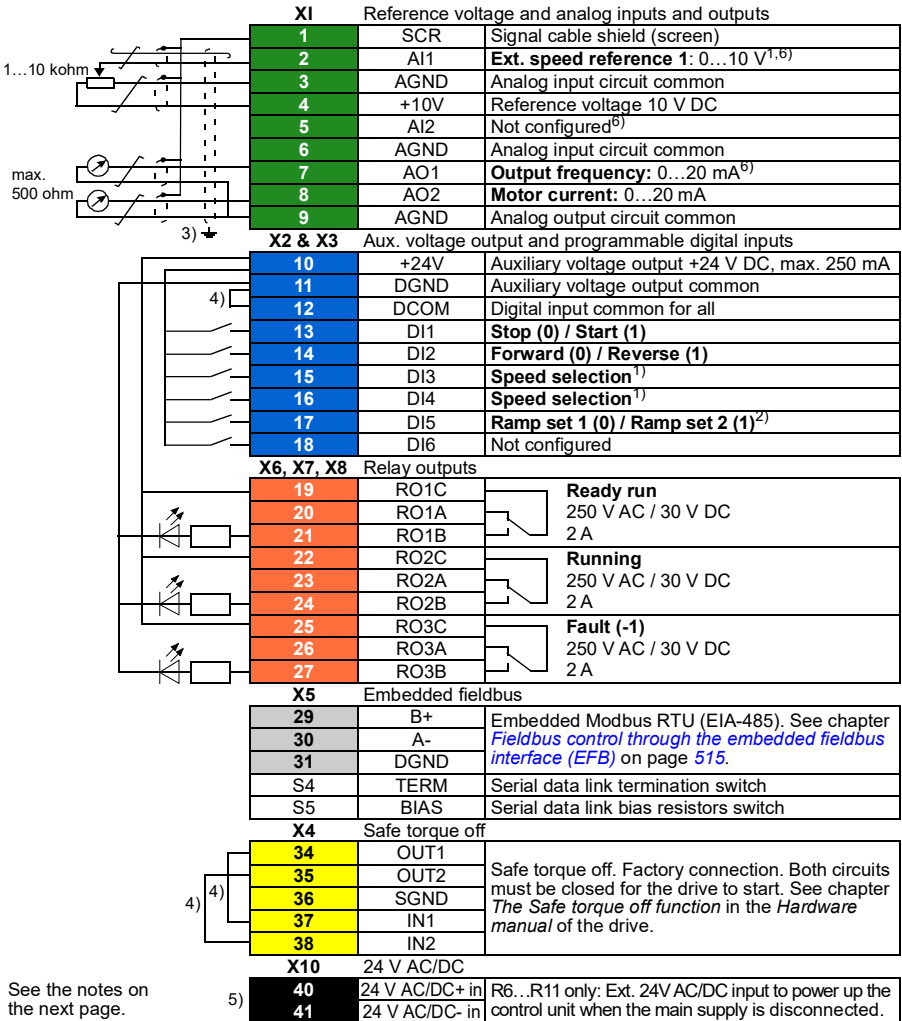 XI Reference voltage and analog inputs and outputs
1 SCR Signal cable shield (screen)
2 AI1 Ext. speed reference 1: 0…10 V1,6)
1…10 kohm
3 AGND Analog input circuit common
4 +10V Reference voltage 10 V DC
5 AI2 Not configured6)
6 AGND Analog input circuit common
max.
500 ohm
7 AO1 Output frequency: 0…20 mA6)
8 AO2 Motor current: 0…20 mA
9 AGND Analog output circuit common
3)
X2 & X3 Aux. voltage output and programmable digital inputs
10 +24V Auxiliary voltage output +24 V DC, max. 250 mA
11 DGND Auxiliary voltage output common
4)
12 DCOM Digital input common for all
13 DI1 Stop (0) / Start (1)
14 DI2 Forward (0) / Reverse (1)
15 DI3 Speed selection1)
16 DI4 Speed selection1)
17 DI5 Ramp set 1 (0) / Ramp set 2 (1)2)
18 DI6 Not configured
X6, X7, X8 Relay outputs
19 RO1C Ready run
20 RO1A 250 V AC / 30 V DC
21 RO1B 2 A
22 RO2C Running
23 RO2A 250 V AC / 30 V DC
24 RO2B 2 A
25 RO3C Fault (-1)
26 RO3A 250 V AC / 30 V DC
27 RO3B 2 A
X5 Embedded fieldbus
29 B+
30 A-
31 DGND
Embedded Modbus RTU (EIA-485). See chapter
Fieldbus control through the embedded fieldbus
interface (EFB) on page 515.
S4 TERM Serial data link termination switch
S5 BIAS Serial data link bias resistors switch
X4 Safe torque off
34 OUT1
35 OUT2
36 SGND
37 IN1
38 IN2
4) 4)
Safe torque off. Factory connection. Both circuits
must be closed for the drive to start. See chapter
The Safe torque off function in the Hardware
manual of the drive.
X10 24 V AC/DC
See the notes on
the next page.
5)
40 24 V AC/DC+ in
41 24 V AC/DC- in
R6…R11 only: Ext. 24V AC/DC input to power up the
control unit when the main supply is disconnected.